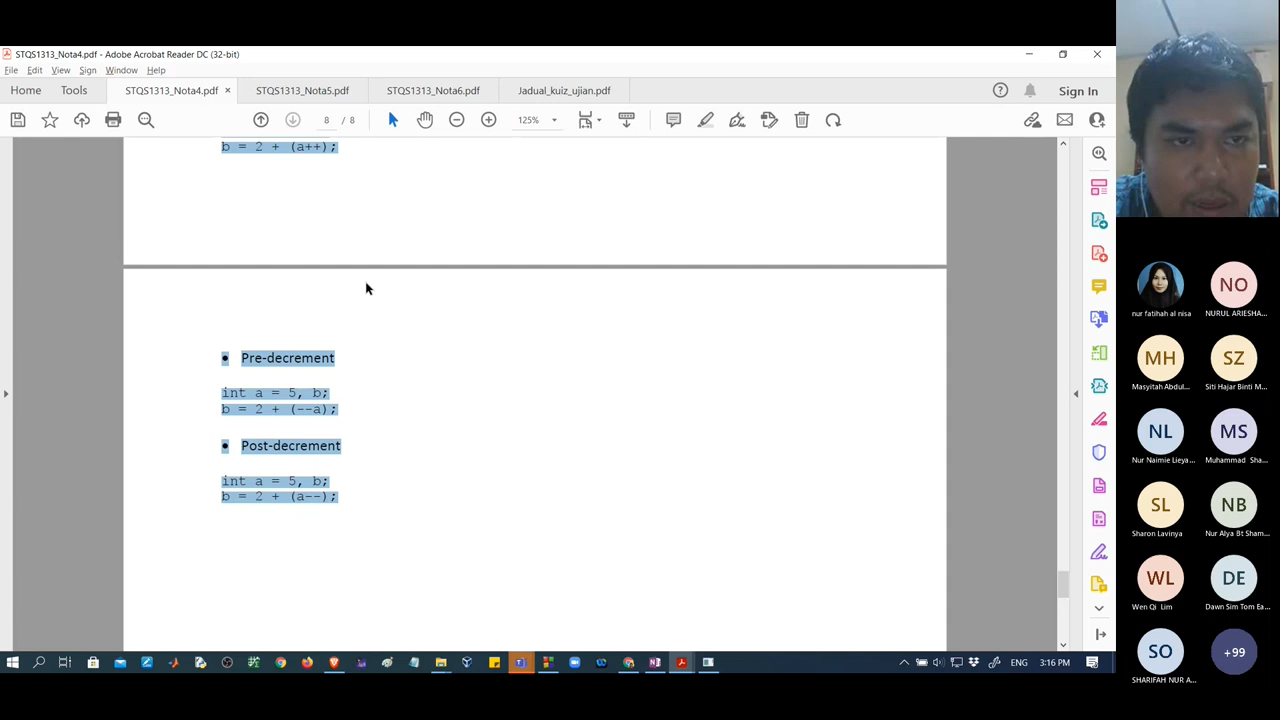 STQS1313_Nota4.pdf - Adobe Acrobat Reader DC (32-bit)
File Edit View Sign Window Help
Home Tools STQS1313_Nota4.pdf × STQS1313_Nota5.pdf STQS1313_Nota6.pdf Jadual_kuiz_ujian.pdf Sign In
8 / 8 125%
b = 2 + (a++);
• Pre-decrement
int a = 5, b;
b = 2 + (--a);
• Post-decrement
int a = 5, b;
b = 2 + (a--);
ENG 3:16 PM
nur fatihah al nisa
NO
NURUL ARIESHA...
MH
Masyitah Abdul...
SZ
Siti Hajar Binti M...
NL
Nur Naimie Lieya...
MS
Muhammad Sha...
SL
Sharon Lavinya
NB
Nur Alya Bt Sham...
WL
Wen Qi Lim
DE
Dawn Sim Tom Ea...
SO
SHARIFAH NUR A...
+99